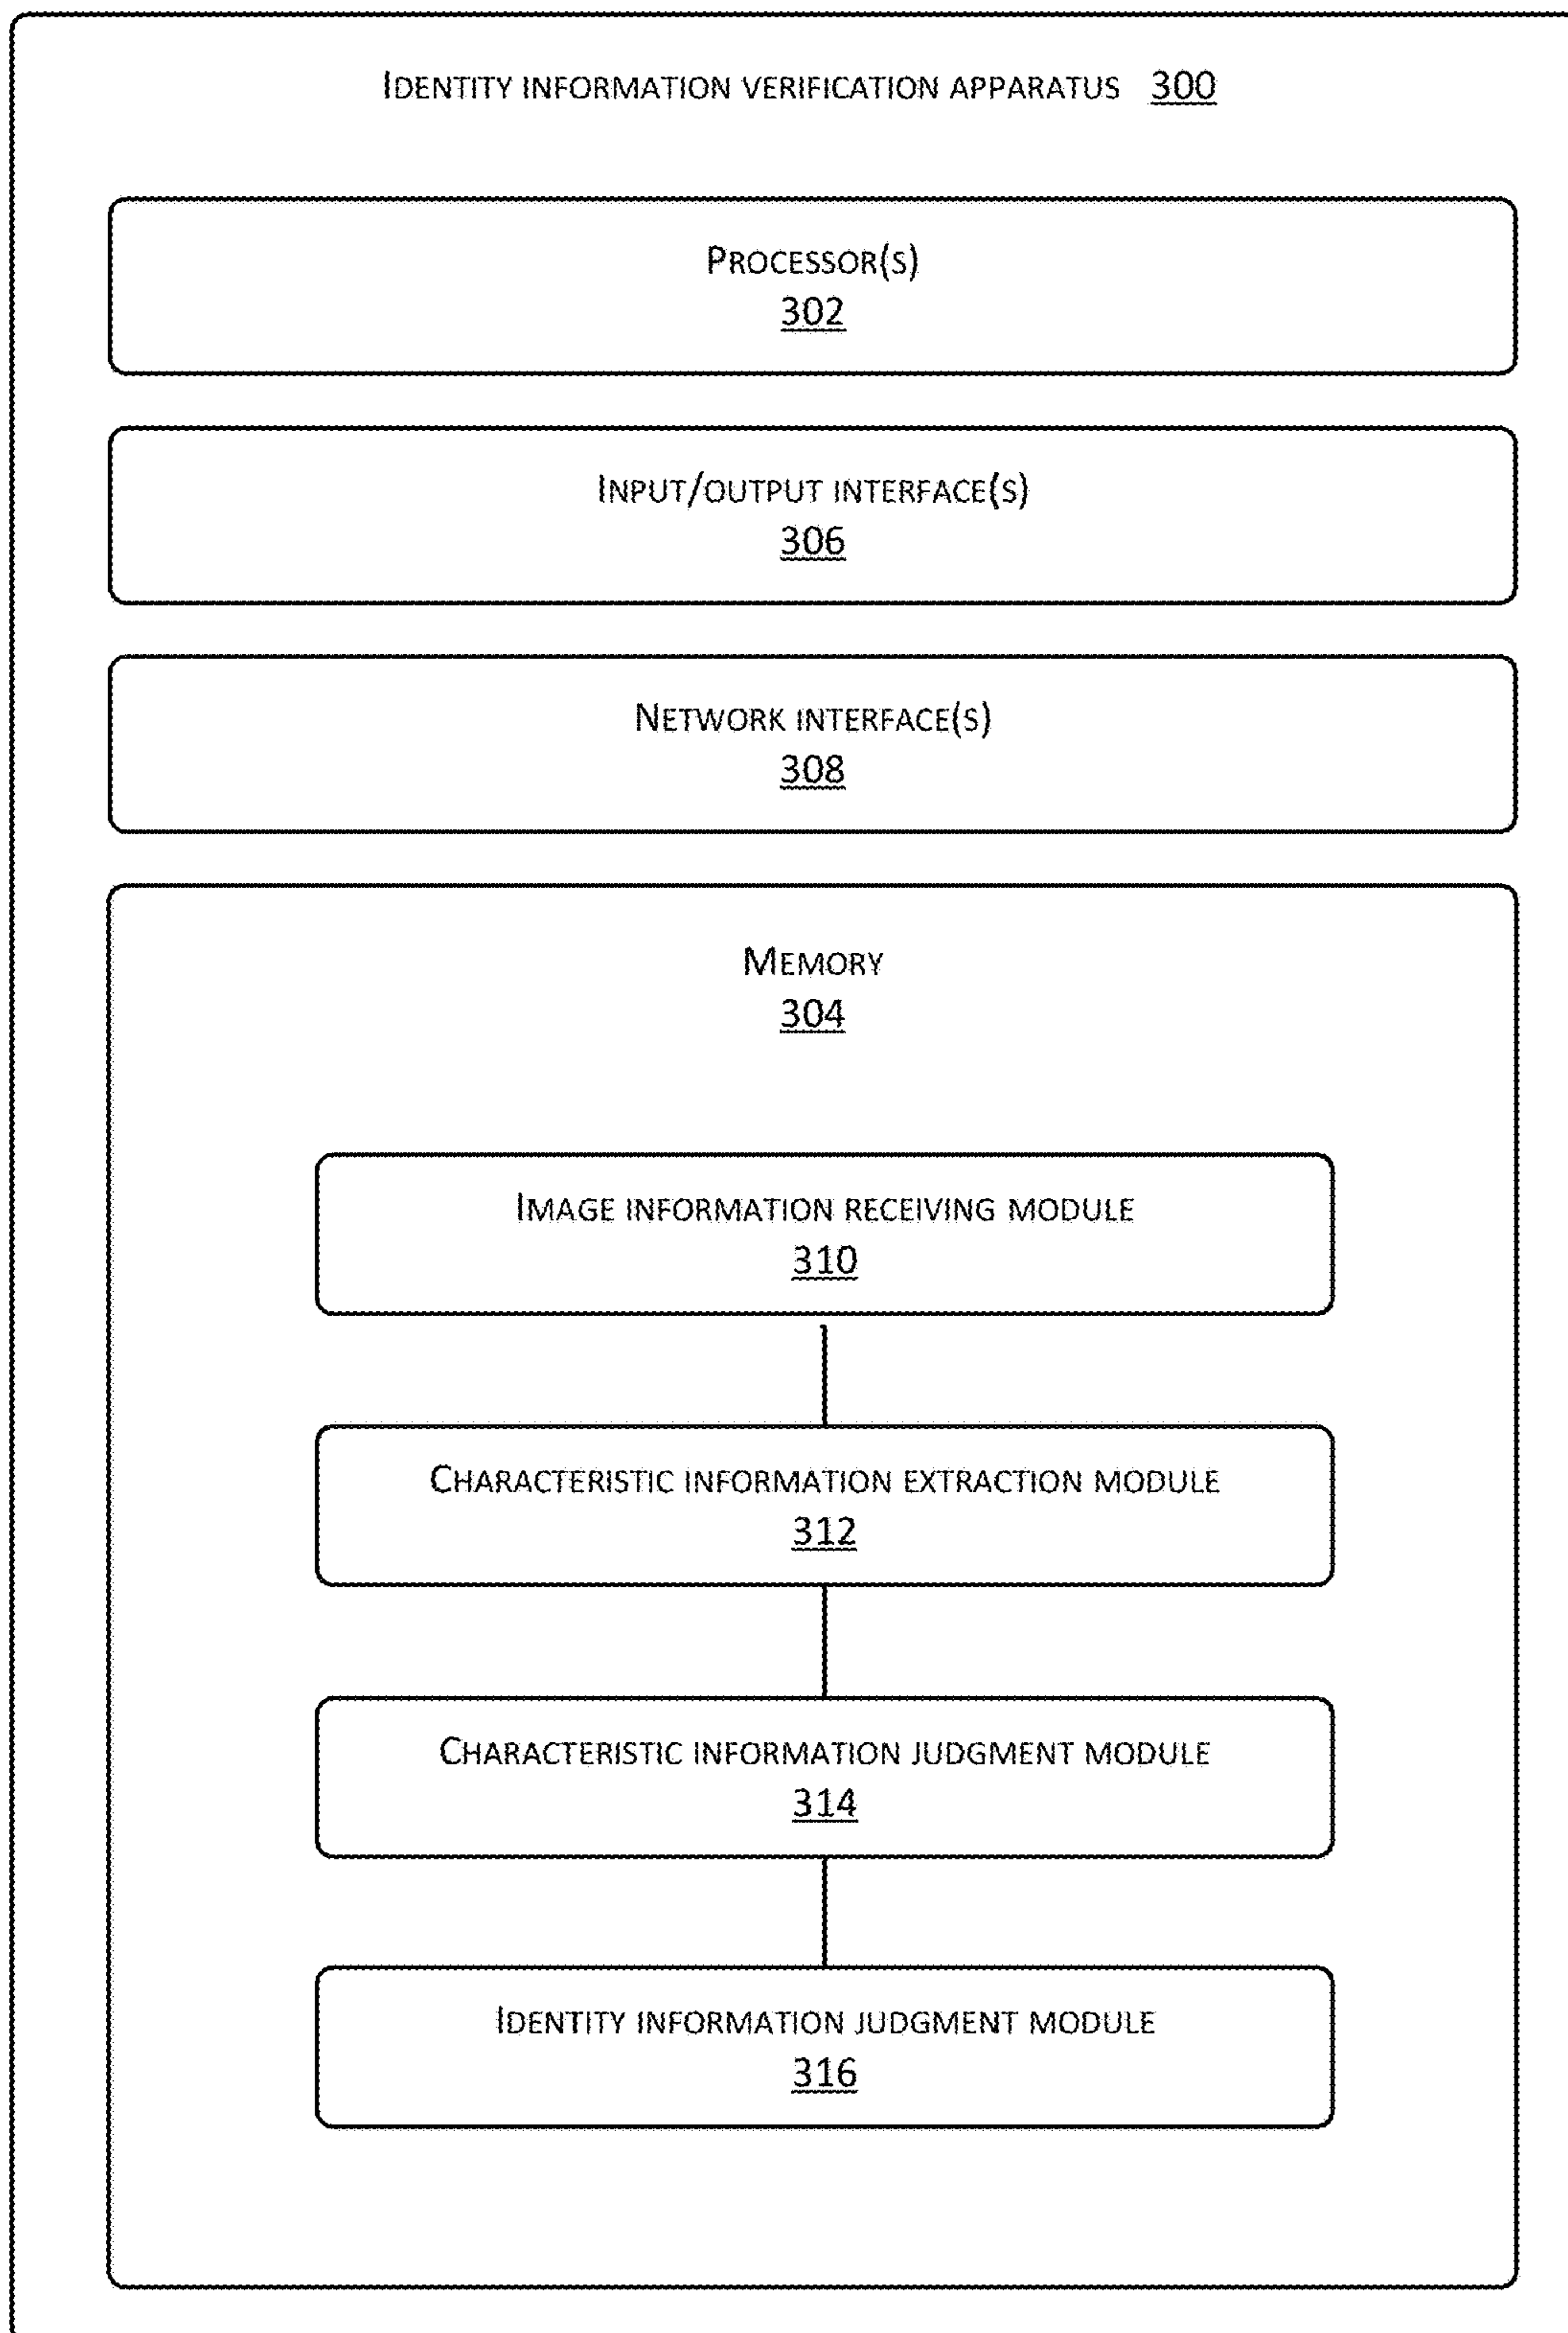 Identity information verification apparatus 300
Processor(s)
302
Input/output interface(s)
306
Network interface(s)
308
Memory
304
Image information receiving module
310
Characteristic information extraction module
312
Characteristic information judgment module
314
Identity information judgment module
316